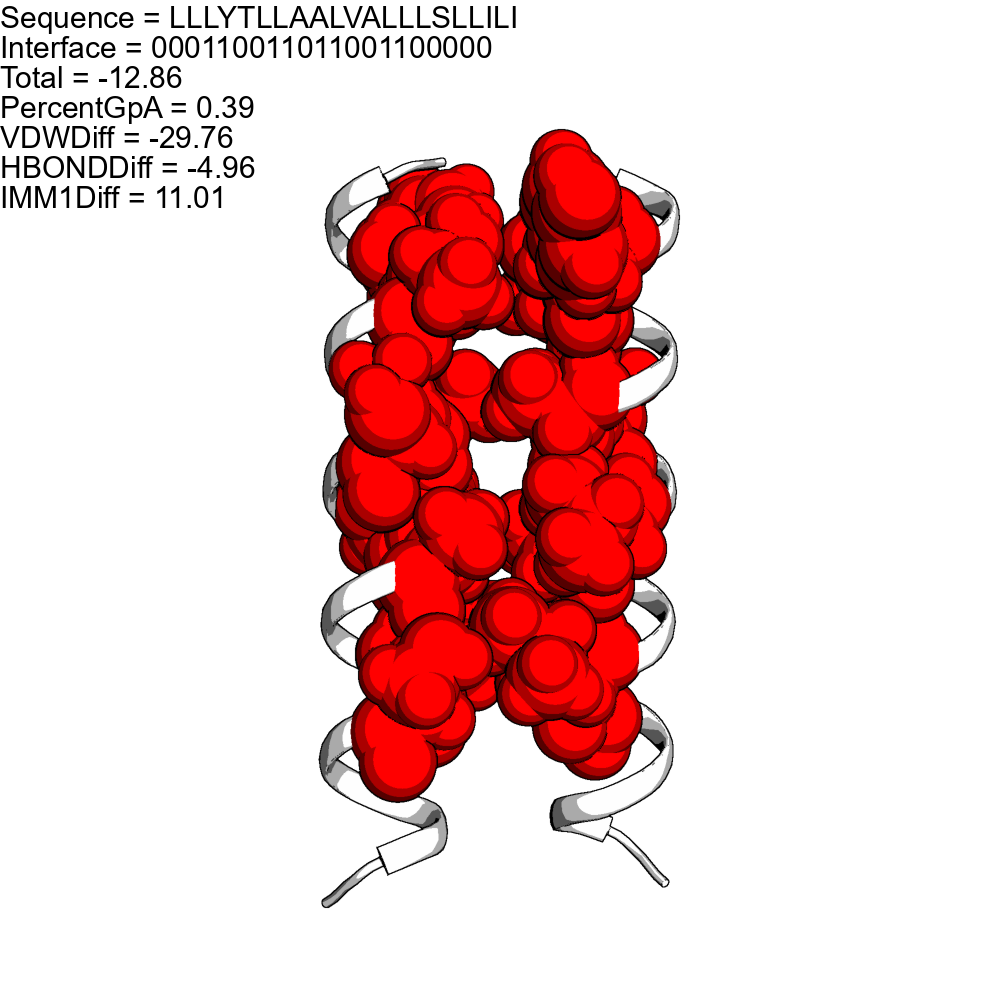 Sequence = LLLYTLLAALVALLLSLLILI
Interface = 000110011011001100000
Total = -12.86
PercentGpA = 0.39
VDWDiff = -29.76
HBONDDiff = -4.96
IMM1Diff = 11.01